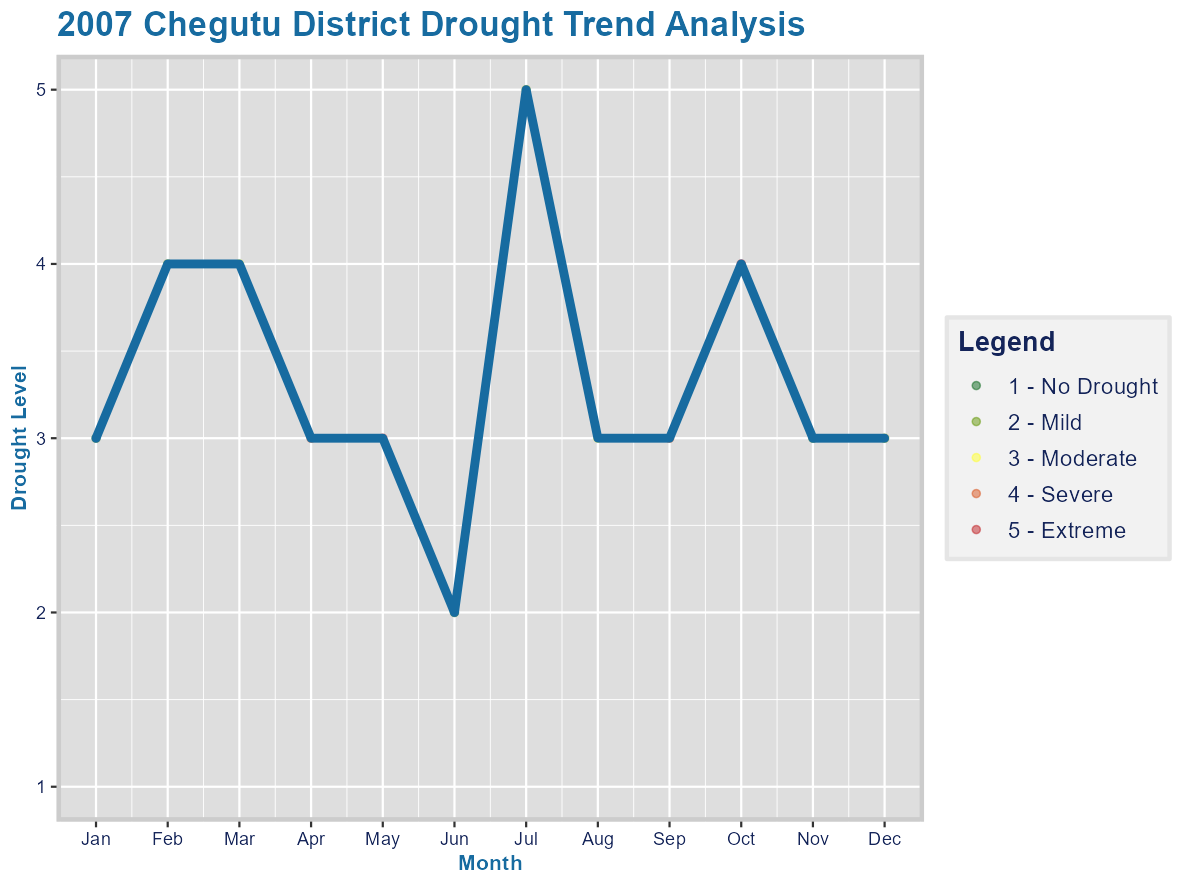 2007 Chegutu District Drought Trend Analysis
5
4
3
2
1
Drought Level
Jan Feb Mar Apr May Jun Jul Aug Sep Oct Nov Dec
Month
Legend
1 - No Drought
2 - Mild
3 - Moderate
4 - Severe
5 - Extreme